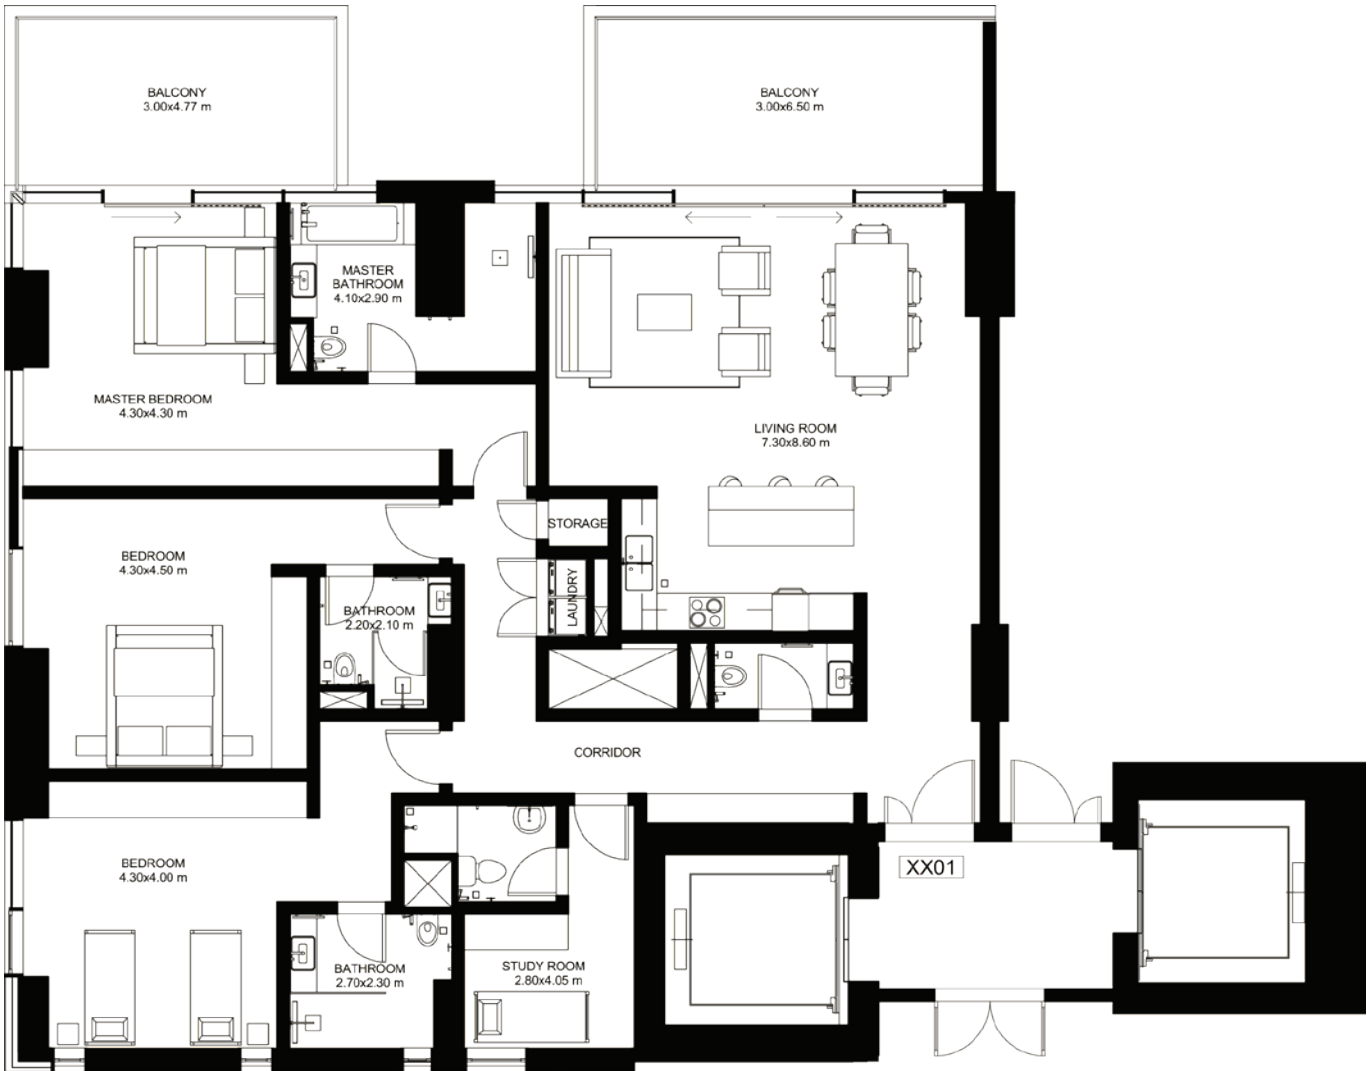 BALCONY
3.00x4.77 m
BALCONY
3.00x6.50 m
MASTER
BATHROOM
4.10x2.90 m
MASTER BEDROOM
4.30x4.30 m
LIVING ROOM
7.30x8.60 m
STORAGE
BEDROOM
4.30x4.50 m
LAUNDRY
BATHROOM
2.20x2.10 m
CORRIDOR
BEDROOM
4.30x4.00 m
XX01
BATHROOM
2.70x2.30 m
STUDY ROOM
2.80x4.05 m